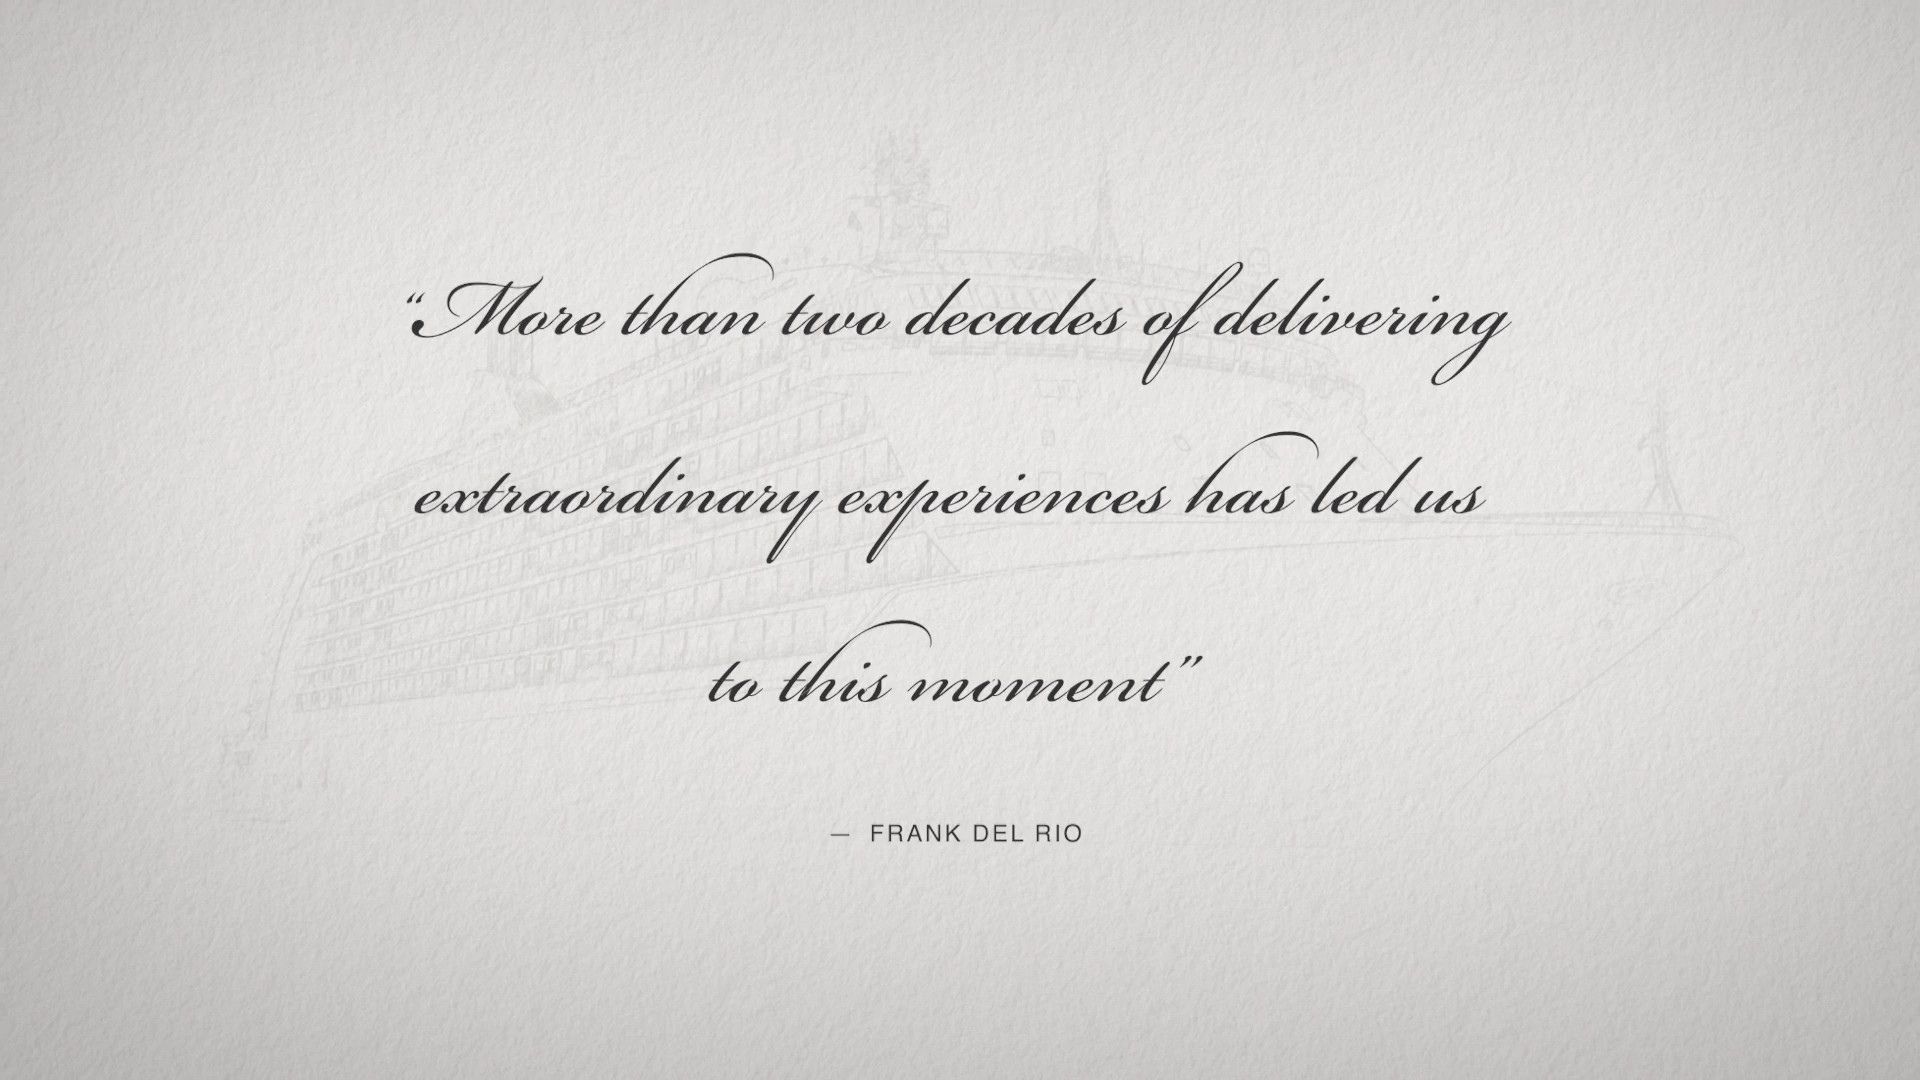 “More than two decades of delivering
extraordinary experiences has led us
to this moment”
— FRANK DEL RIO